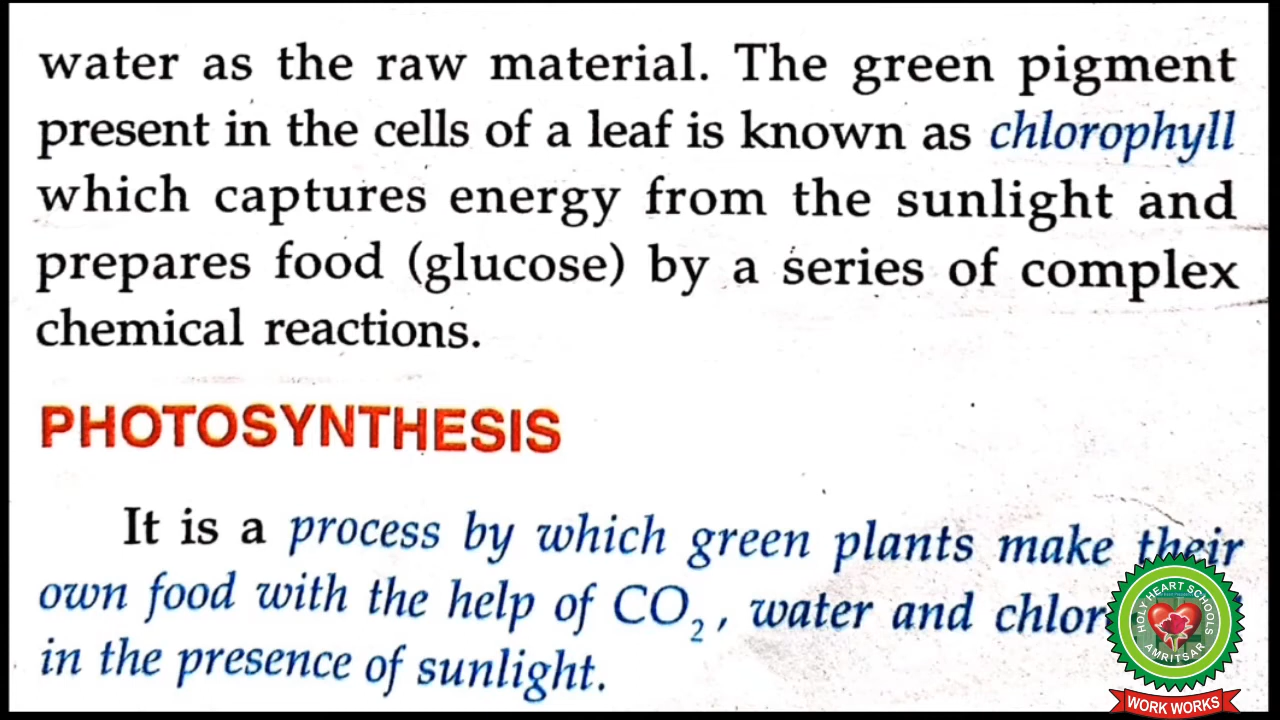 water as the raw material. The green pigment
present in the cells of a leaf is known as chlorophyll
which captures energy from the sunlight and
prepares food (glucose) by a series of complex
chemical reactions.
PHOTOSYNTHESIS
It is a process by which green plants make their
own food with the help of CO₂, water and
in the presence of sunlight.
HOLY HEART SCHOOLS
AMRITSAR
WORK WORKS